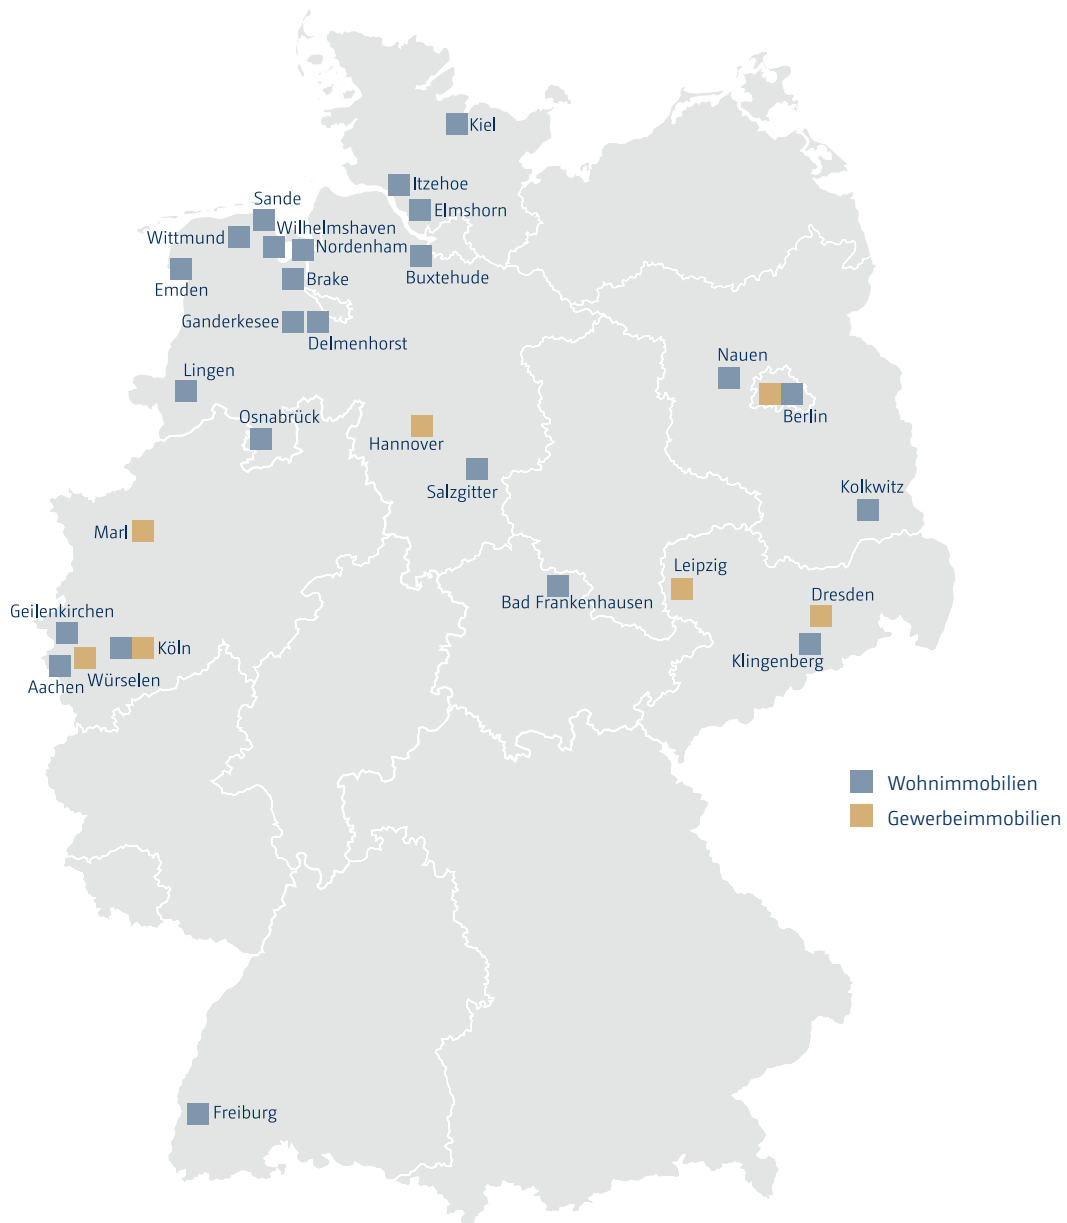 Kiel
Itzehoe
Sande
Elmshorn
Wilhelmshaven
Wittmund
Nordenham
Buxtehude
Brake
Emden
Ganderkesee
Delmenhorst
Nauen
Lingen
Osnabrück
Berlin
Hannover
Kolkwitz
Salzgitter
Marl
Leipzig
Dresden
Bad Frankenhausen
Geilenkirchen
Köln
Klingenberg
Würselen
Aachen
Wohnimmobilien
Gewerbeimmobilien
Freiburg